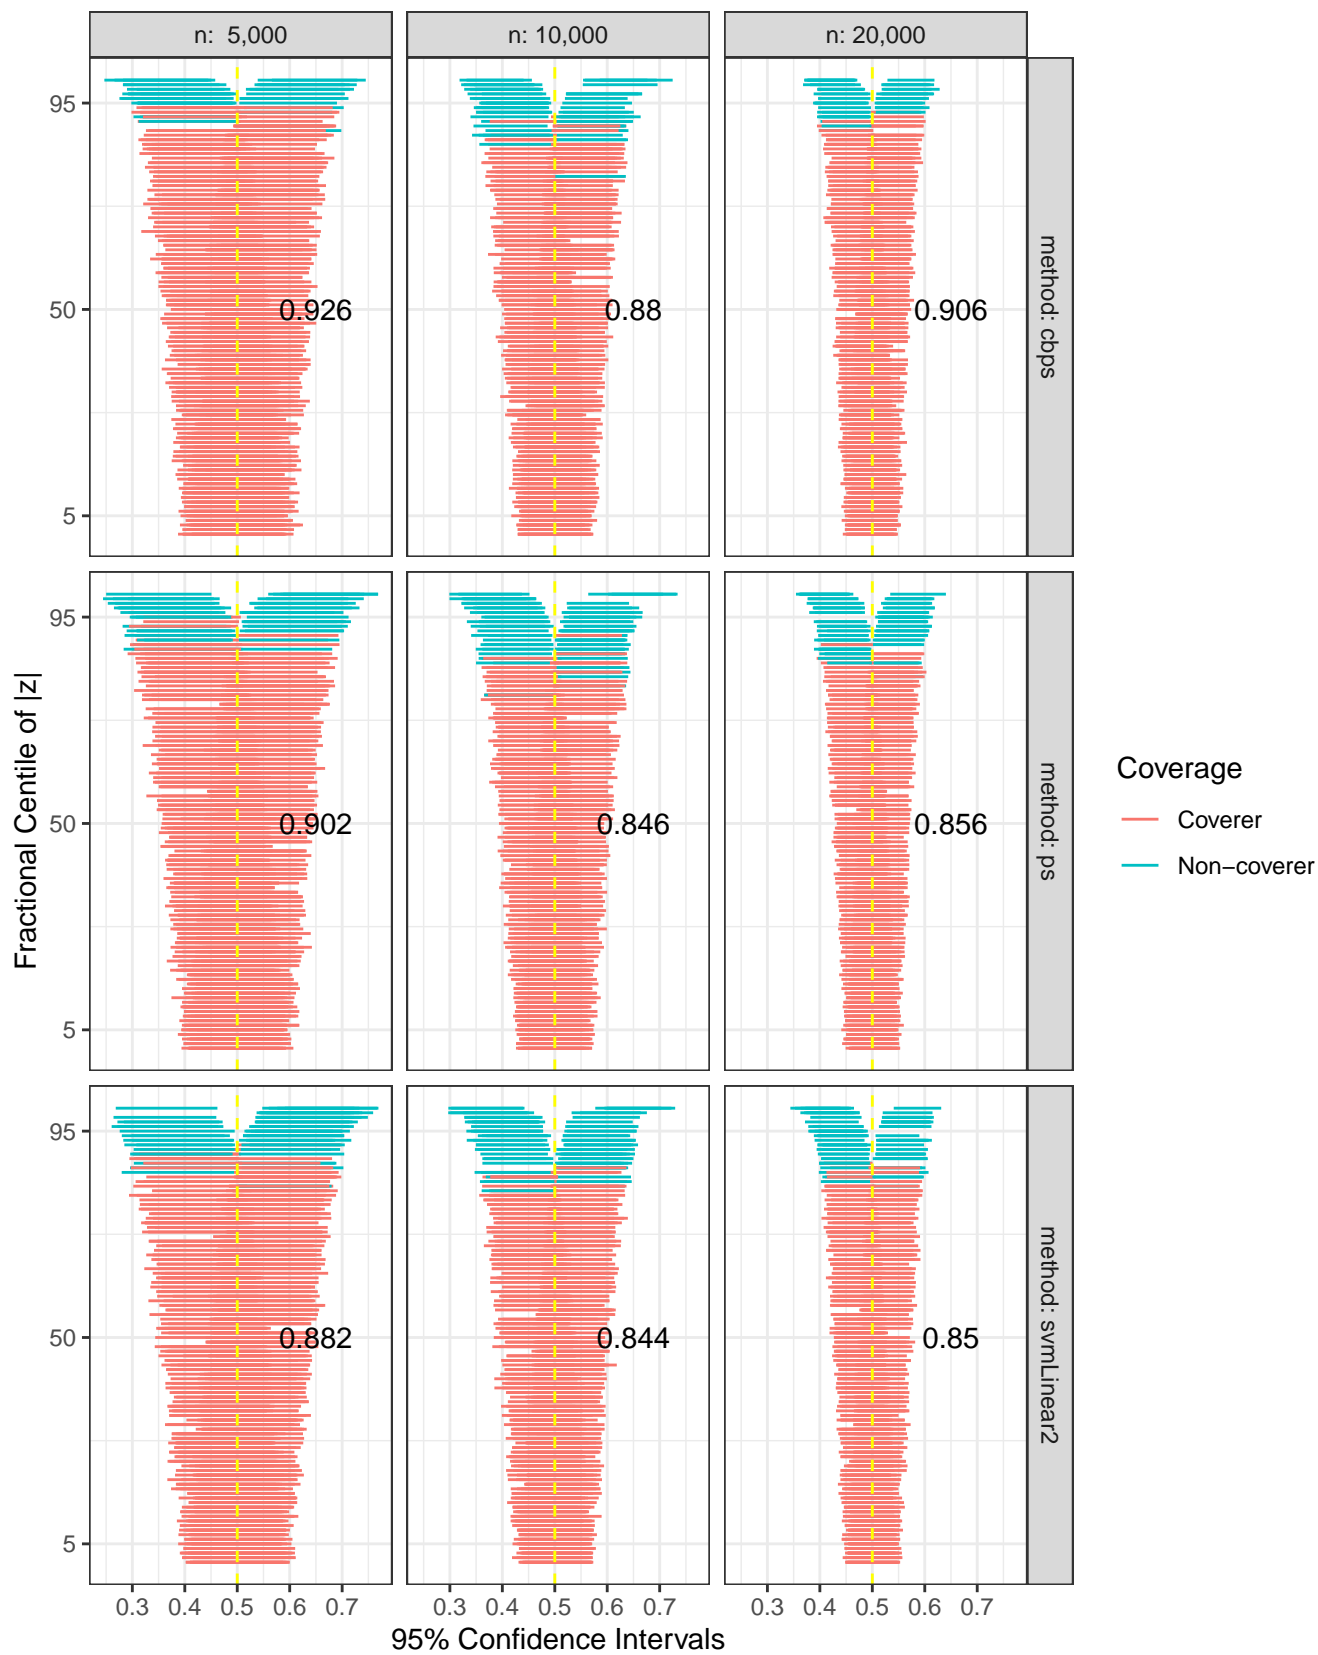 n:  5,000
n: 10,000
n: 20,000
95
50
5
0.926
0.88
0.906
method: cbps
95
50
5
0.902
0.846
0.856
method: ps
95
50
5
0.882
0.844
0.85
method: svmLinear2
Fractional Centile of |z|
0.3 0.4 0.5 0.6 0.7
0.3 0.4 0.5 0.6 0.7
0.3 0.4 0.5 0.6 0.7
95% Confidence Intervals
Coverage
Coverer
Non−coverer